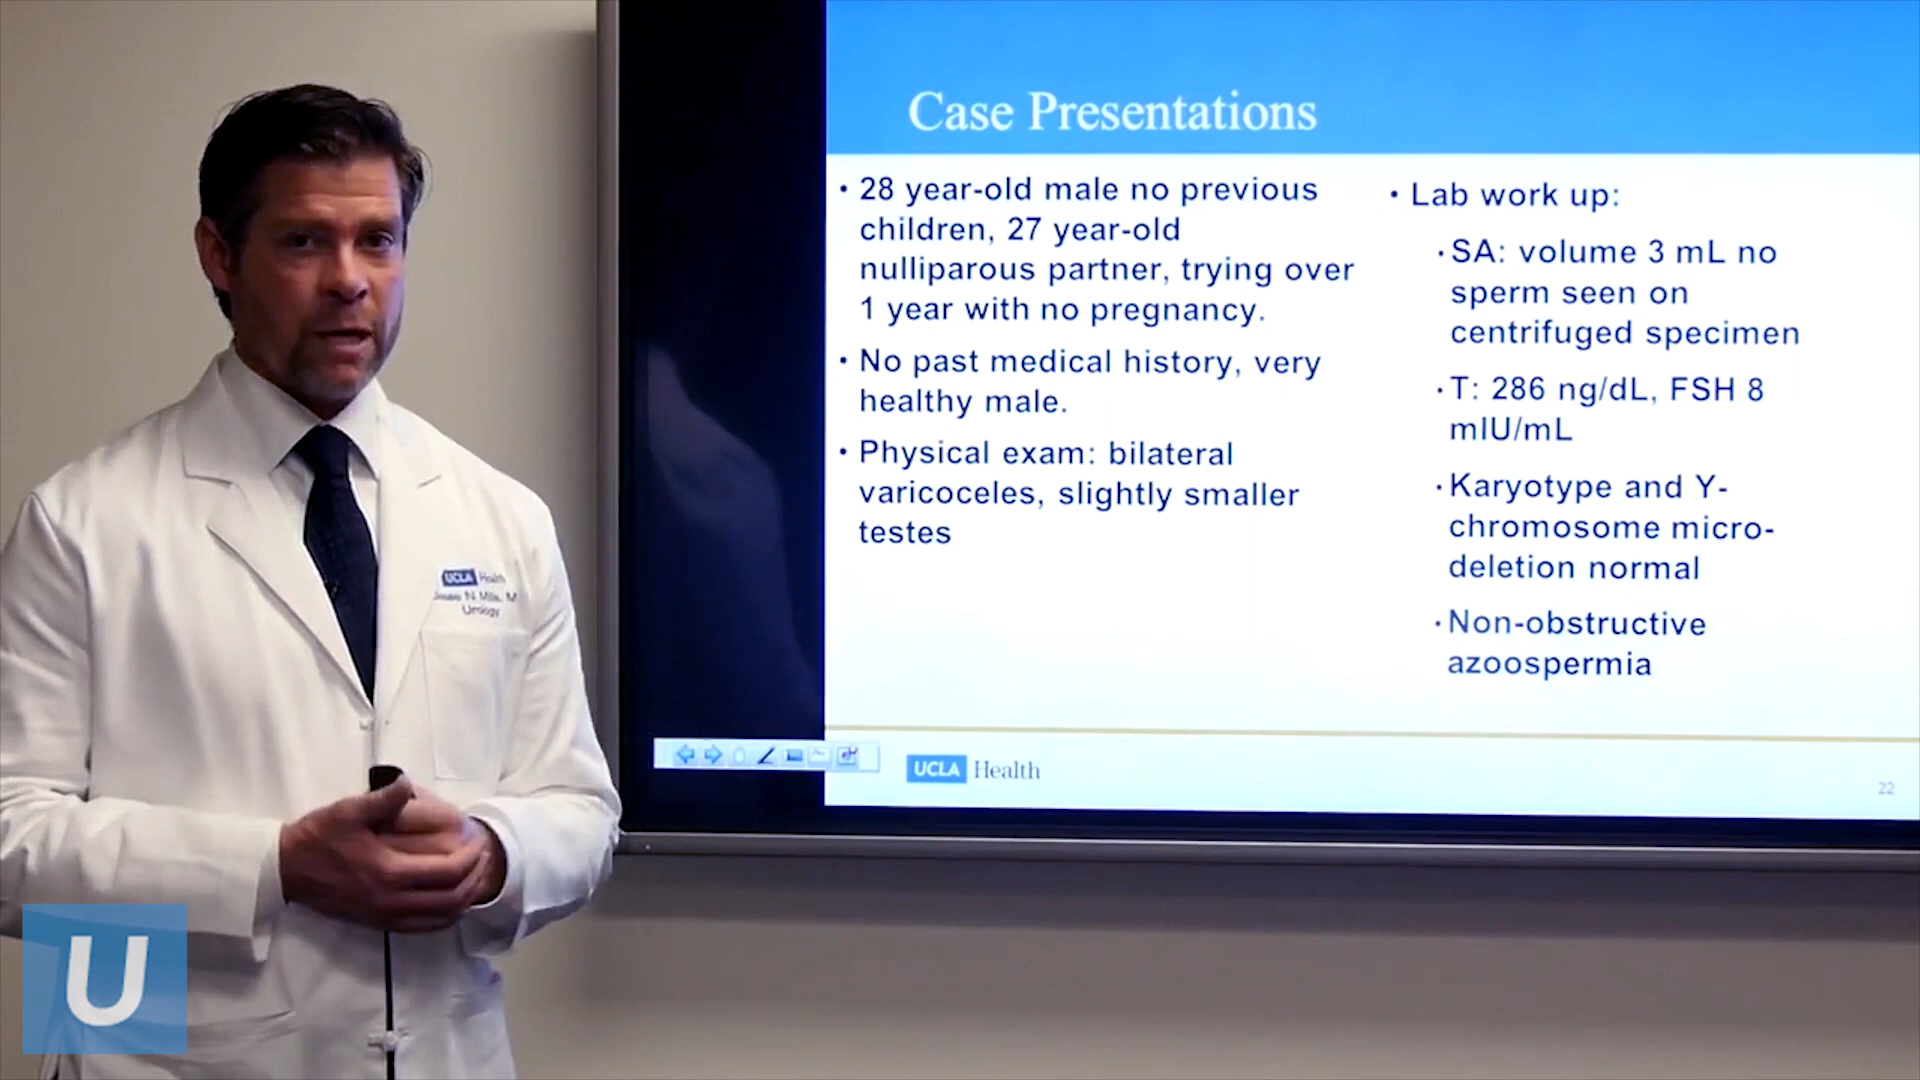 Case Presentations
• 28 year-old male no previous
children, 27 year-old
nulliparous partner, trying over
1 year with no pregnancy.
• No past medical history, very
healthy male.
• Physical exam: bilateral
varicoceles, slightly smaller
testes
• Lab work up:
• SA: volume 3 mL no
sperm seen on
centrifuged specimen
• T: 286 ng/dL, FSH 8
mIU/mL
• Karyotype and Y-
chromosome micro-
deletion normal
• Non-obstructive
azoospermia
UCLA Health
22
UCLA Health
Jesse N. Mills, M
Urology
U